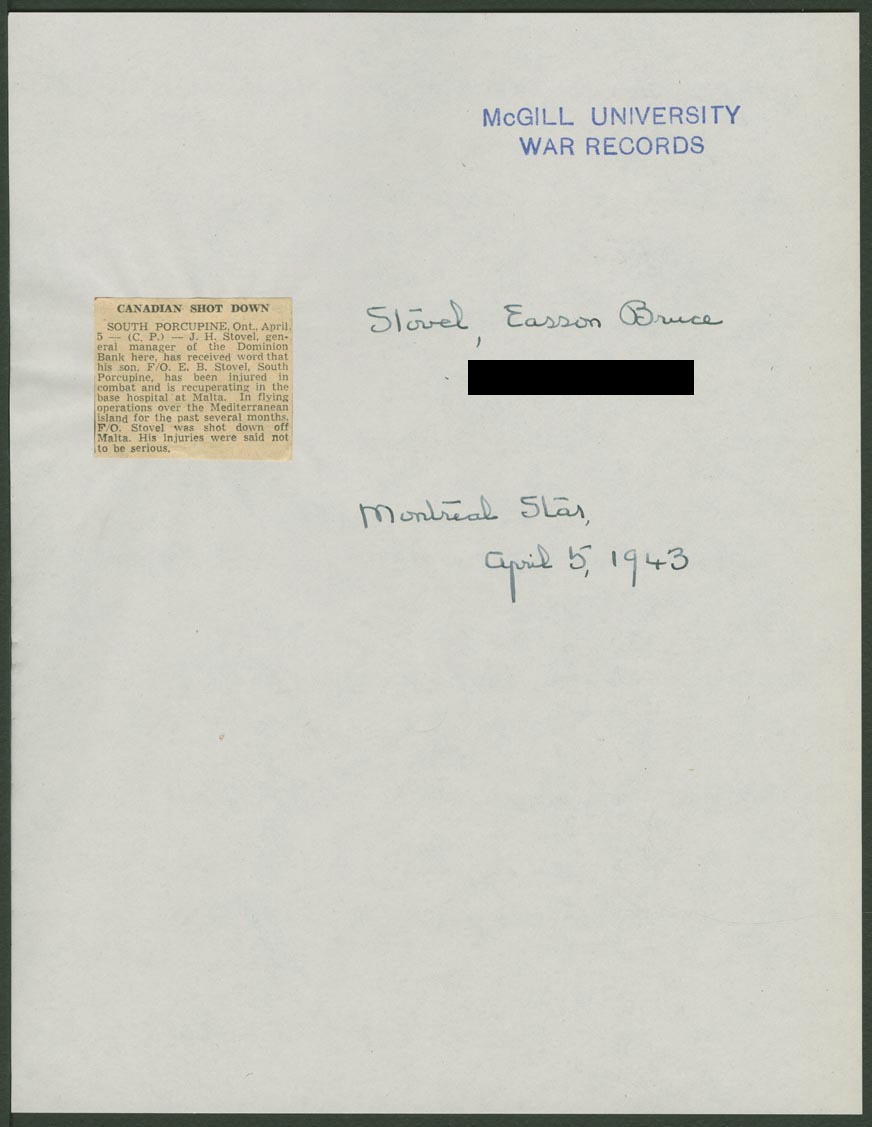 McGILL UNIVERSITY
WAR RECORDS
CANADIAN SHOT DOWN
SOUTH PORCUPINE, Ont., April
5 — (C. P.) — J. H. Stovel, gen-
eral manager of the Dominion
Bank here, has received word that
his son, F/O. E. B. Stovel, South
Porcupine, has been injured in
combat and is recuperating in the
base hospital at Malta. In flying
operations over the Mediterranean
island for the past several months,
F/O. Stovel was shot down off
Malta. His injuries were said not
to be serious.
Stovel, Easson Bruce
Montreal Star,
April 5, 1943